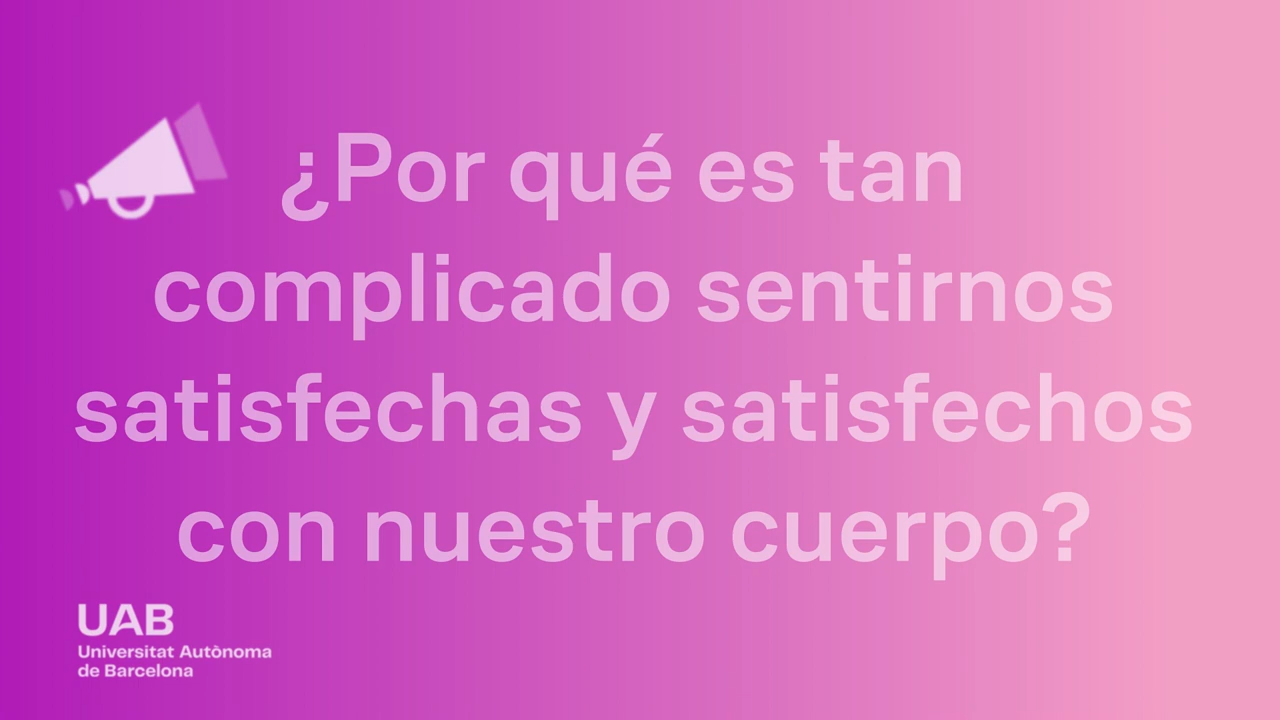 ¿Por qué es tan
complicado sentirnos
satisfechas y satisfechos
con nuestro cuerpo?
UAB
Universitat Autònoma
de Barcelona